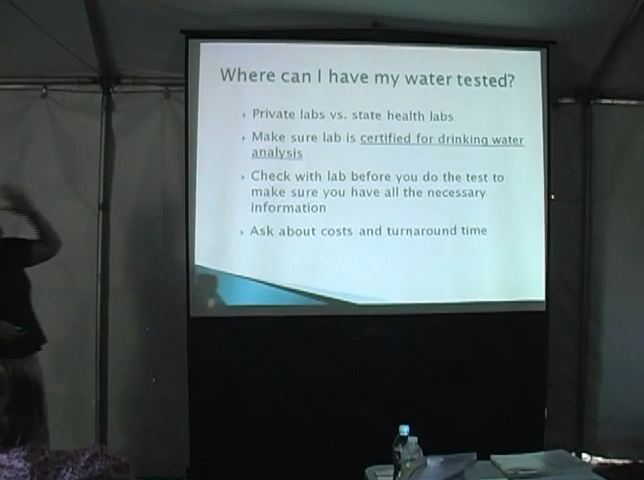 Where can I have my water tested?
Private labs vs. state health labs
Make sure lab is certified for drinking water
analysis
Check with lab before you do the test to
make sure you have all the necessary
information
Ask about costs and turnaround time